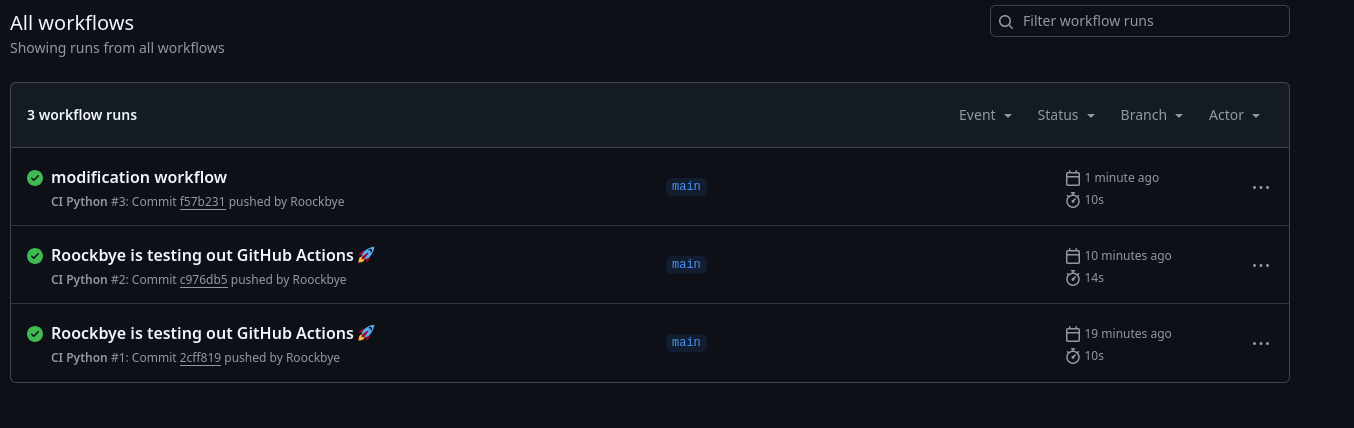 All workflows
Filter workflow runs
Showing runs from all workflows
3 workflow runs
Event
Status
Branch
Actor
modification workflow
main
1 minute ago
CI Python #3: Commit f57b231 pushed by Roockbye
10s
Roockbye is testing out GitHub Actions 🚀
main
10 minutes ago
CI Python #2: Commit c976db5 pushed by Roockbye
14s
Roockbye is testing out GitHub Actions 🚀
main
19 minutes ago
CI Python #1: Commit 2cff819 pushed by Roockbye
10s